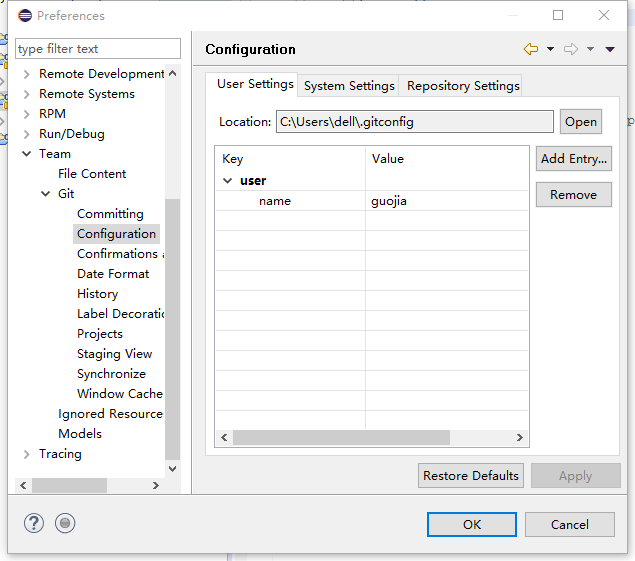 Preferences
type filter text
Remote Development
Remote Systems
RPM
Run/Debug
Team
File Content
Git
Committing
Configuration
Confirmations a
Date Format
History
Label Decoratio
Projects
Staging View
Synchronize
Window Cache
Ignored Resource
Models
Tracing
Configuration
User Settings System Settings Repository Settings
Location: C:\Users\dell\.gitconfig Open
Key Value Add Entry...
user
name guojia Remove
Restore Defaults Apply
? OK Cancel